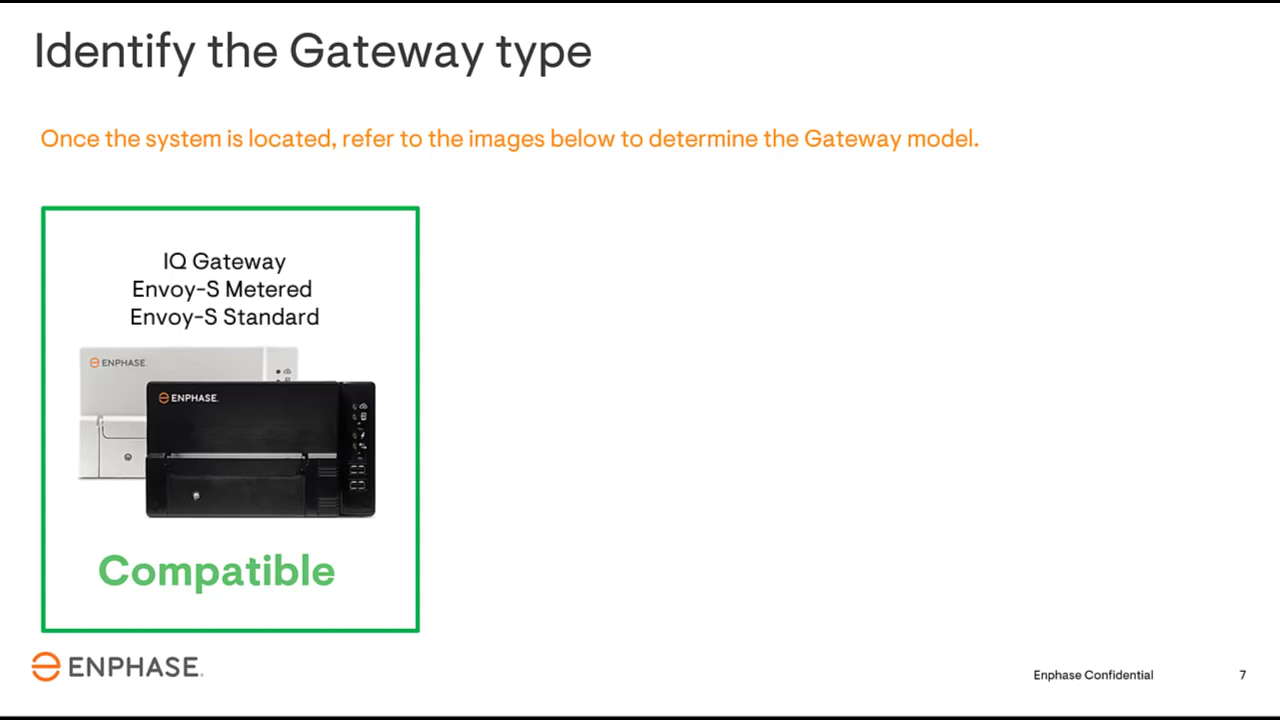 Identify the Gateway type
Once the system is located, refer to the images below to determine the Gateway model.
IQ Gateway
Envoy-S Metered
Envoy-S Standard
ENPHASE.
ENPHASE.
Compatible
ENPHASE.
Enphase Confidential
7